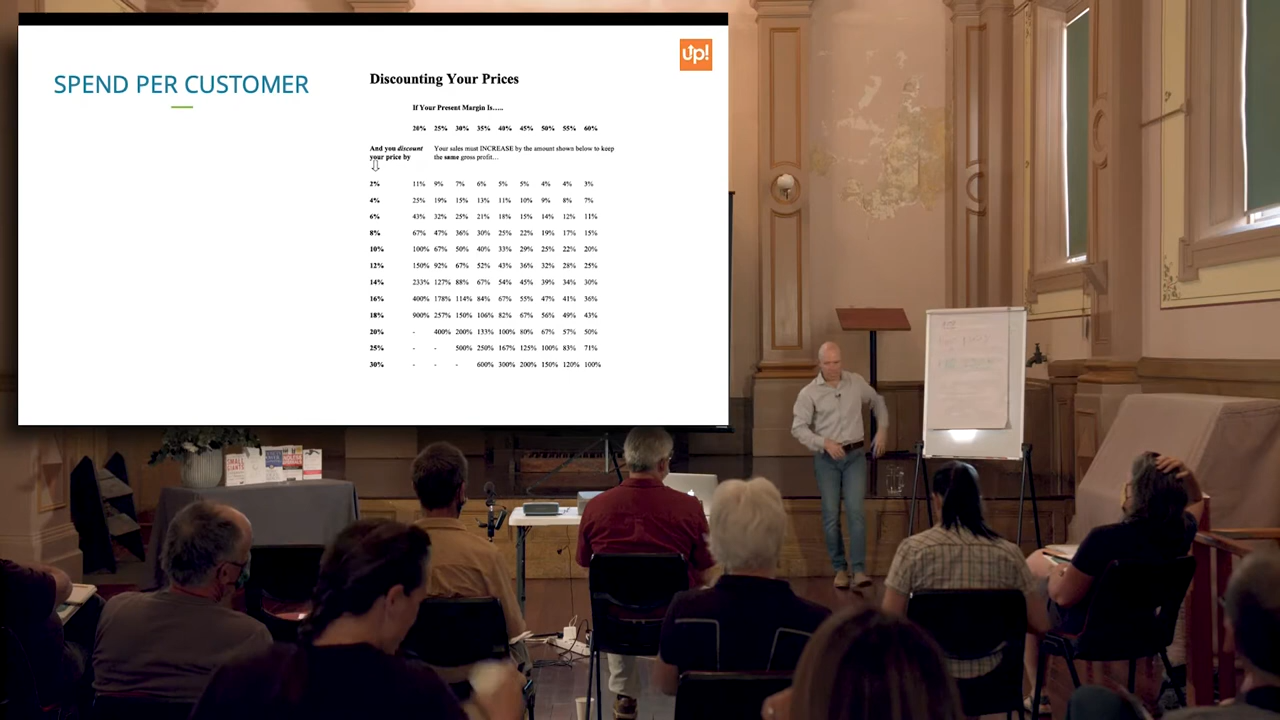 up!
SPEND PER CUSTOMER
Discounting Your Prices
If Your Present Margin Is…..
20% 25% 30% 35% 40% 45% 50% 55% 60%
And you discount Your sales must INCREASE by the amount shown below to keep
your price by the same gross profit…
2% 11% 9% 7% 6% 5% 5% 4% 4% 3%
4% 25% 19% 15% 13% 11% 10% 9% 8% 7%
6% 43% 32% 25% 21% 18% 15% 14% 12% 11%
8% 67% 47% 36% 30% 25% 22% 19% 17% 15%
10% 100% 67% 50% 40% 33% 29% 25% 22% 20%
12% 150% 92% 67% 52% 43% 36% 32% 28% 25%
14% 233% 127% 88% 67% 54% 45% 39% 34% 30%
16% 400% 178% 114% 84% 67% 55% 47% 41% 36%
18% 900% 257% 150% 106% 82% 67% 56% 49% 43%
20% - 400% 200% 133% 100% 80% 67% 57% 50%
25% - - 500% 250% 167% 125% 100% 83% 71%
30% - - - 600% 300% 200% 150% 120% 100%
SMALL
GIANTS